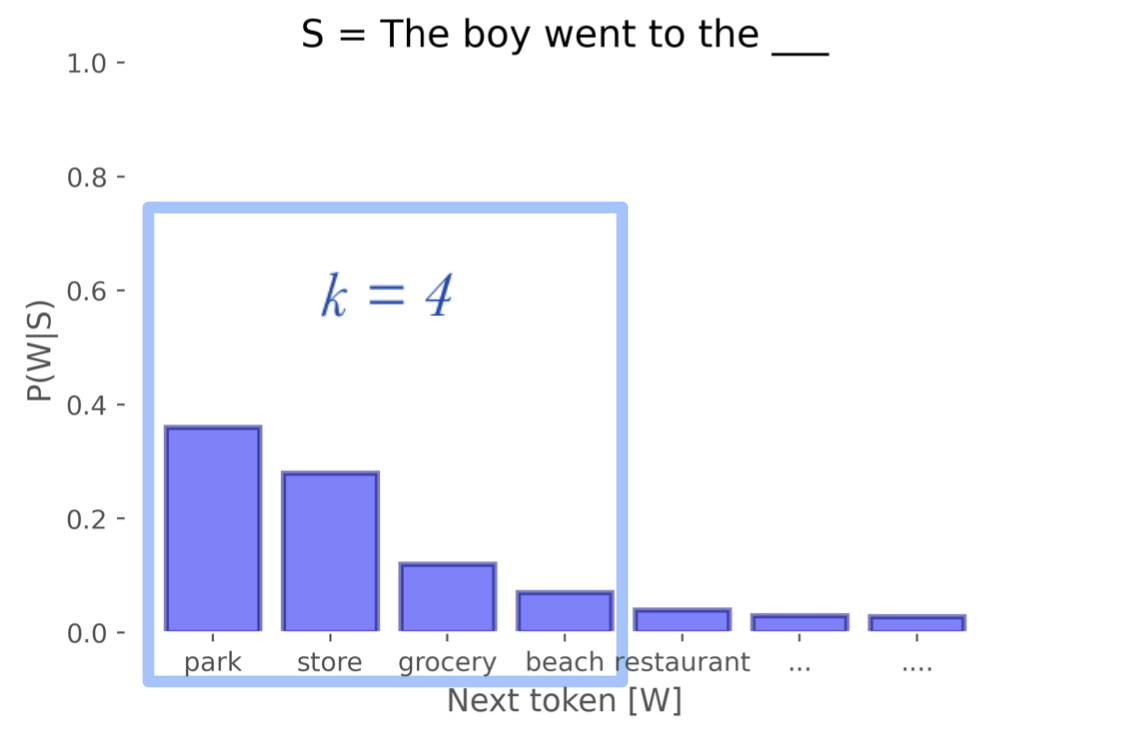 S = The boy went to the ___
1.0
0.8
0.6
0.4
0.2
0.0
P(W|S)
k = 4
park store grocery beach restaurant ... ....
Next token [W]